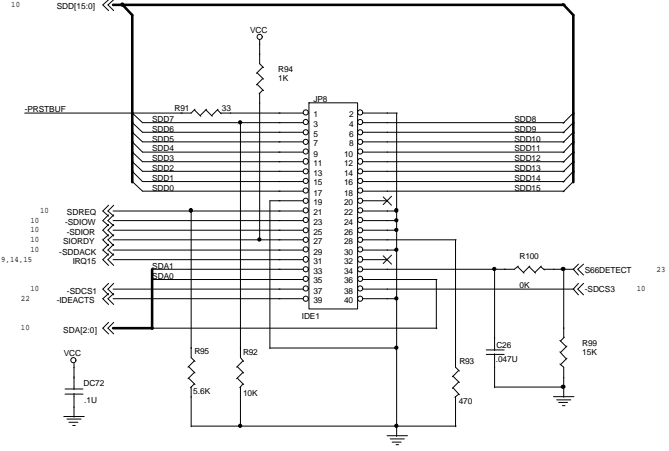 10 SDD[15:0]
VCC
R94
1K
JP8
-PRSTBUF R91 33
1 2
SDD7 3 4 SDD8
SDD6 5 6 SDD9
SDD5 7 8 SDD10
SDD4 9 10 SDD11
SDD3 11 12 SDD12
SDD2 13 14 SDD13
SDD1 15 16 SDD14
SDD0 17 18 SDD15
19 20
10 SDREQ 21 22
10 -SDIOW 23 24
10 -SDIOR 25 26
10 SIORDY 27 28
10 -SDDACK 29 30
9,14,15 IRQ15 31 32
SDA1 33 34 R100 S66DETECT 23
SDA0 35 36 0K
10 -SDCS1 37 38 -SDCS3 10
22 -IDEACTS 39 40
IDE1
10 SDA[2:0]
VCC
DC72
.1U
R95
5.6K
R92
10K
R93
470
C26
.047U
R99
15K